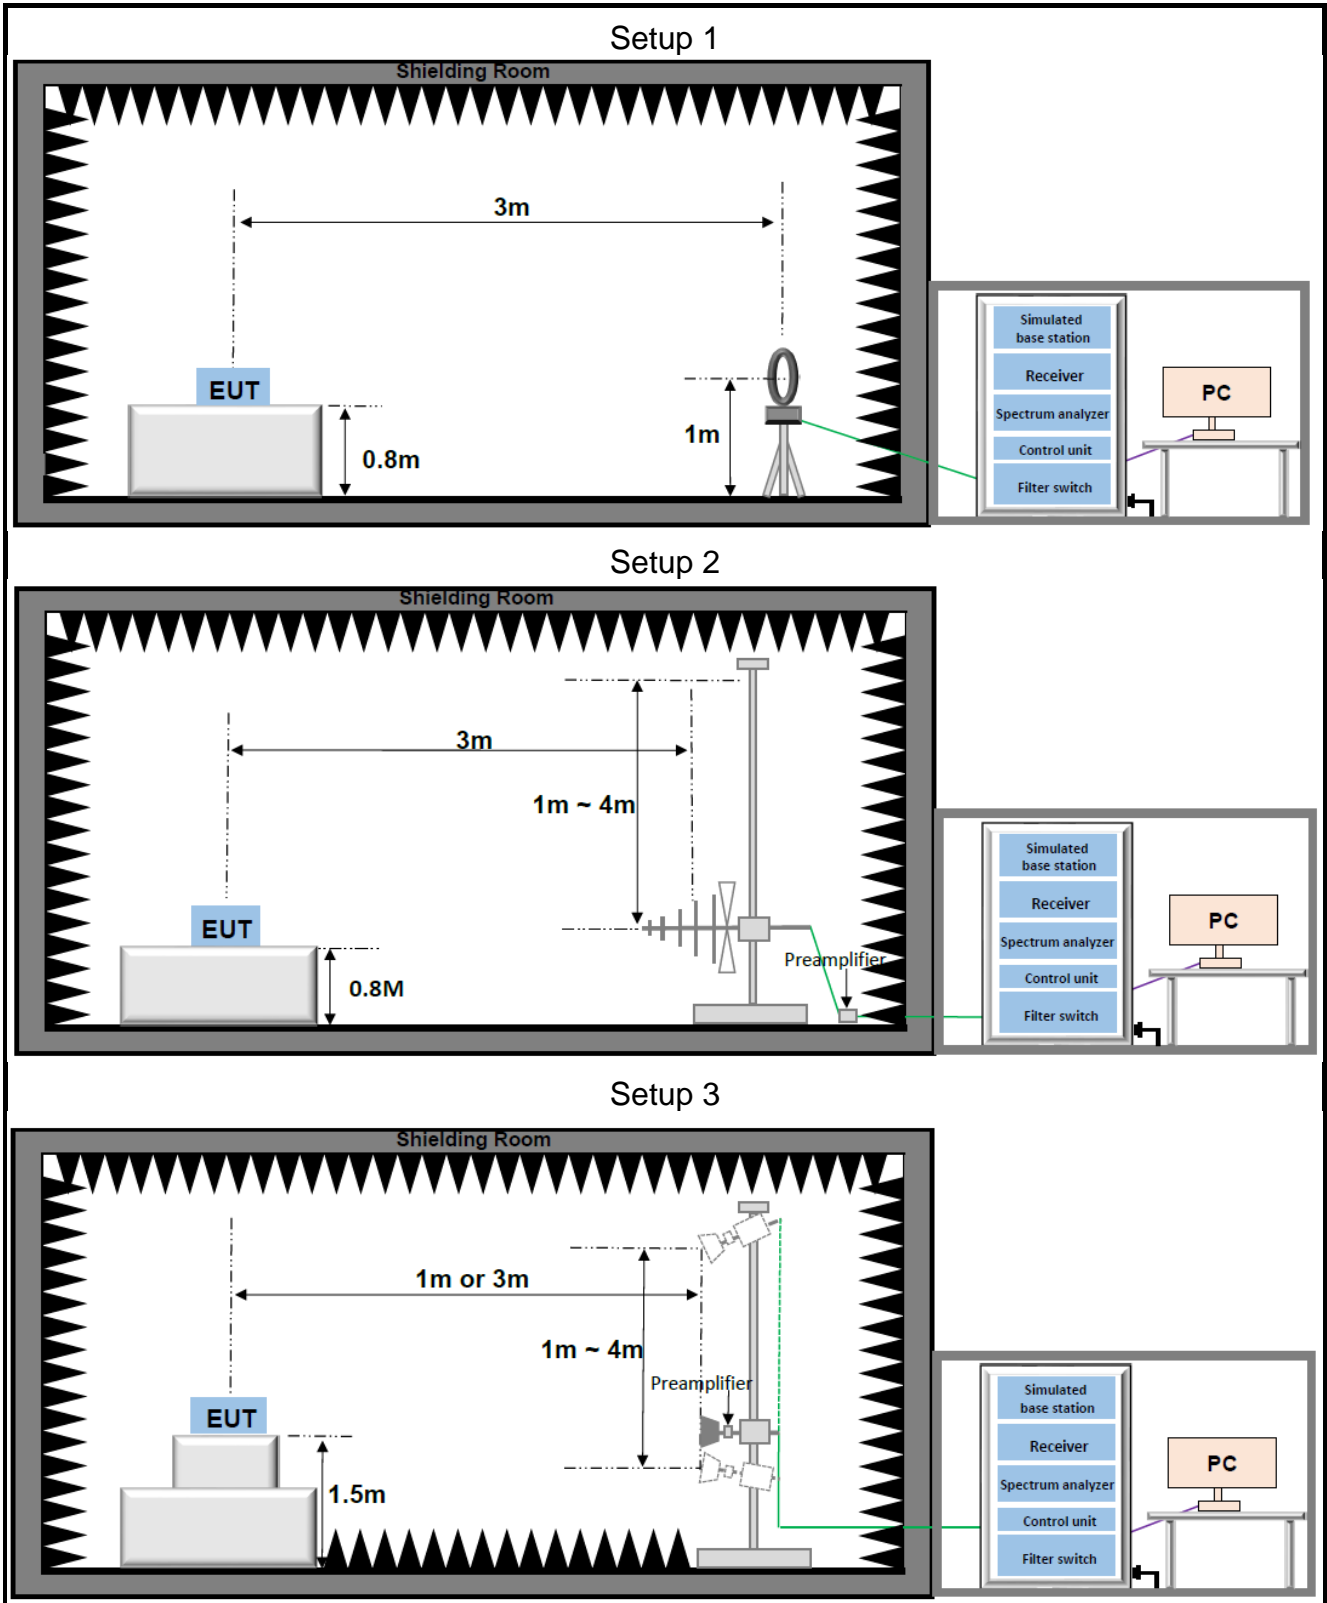 Setup 1
Shielding Room
3m
EUT
0.8m
1m
Simulated
base station
Receiver
Spectrum analyzer
Control unit
Filter switch
PC
Setup 2
Shielding Room
3m
1m ~ 4m
EUT
0.8M
Preamplifier
Simulated
base station
Receiver
Spectrum analyzer
Control unit
Filter switch
PC
Setup 3
Shielding Room
1m or 3m
1m ~ 4m
Preamplifier
EUT
1.5m
Simulated
base station
Receiver
Spectrum analyzer
Control unit
Filter switch
PC